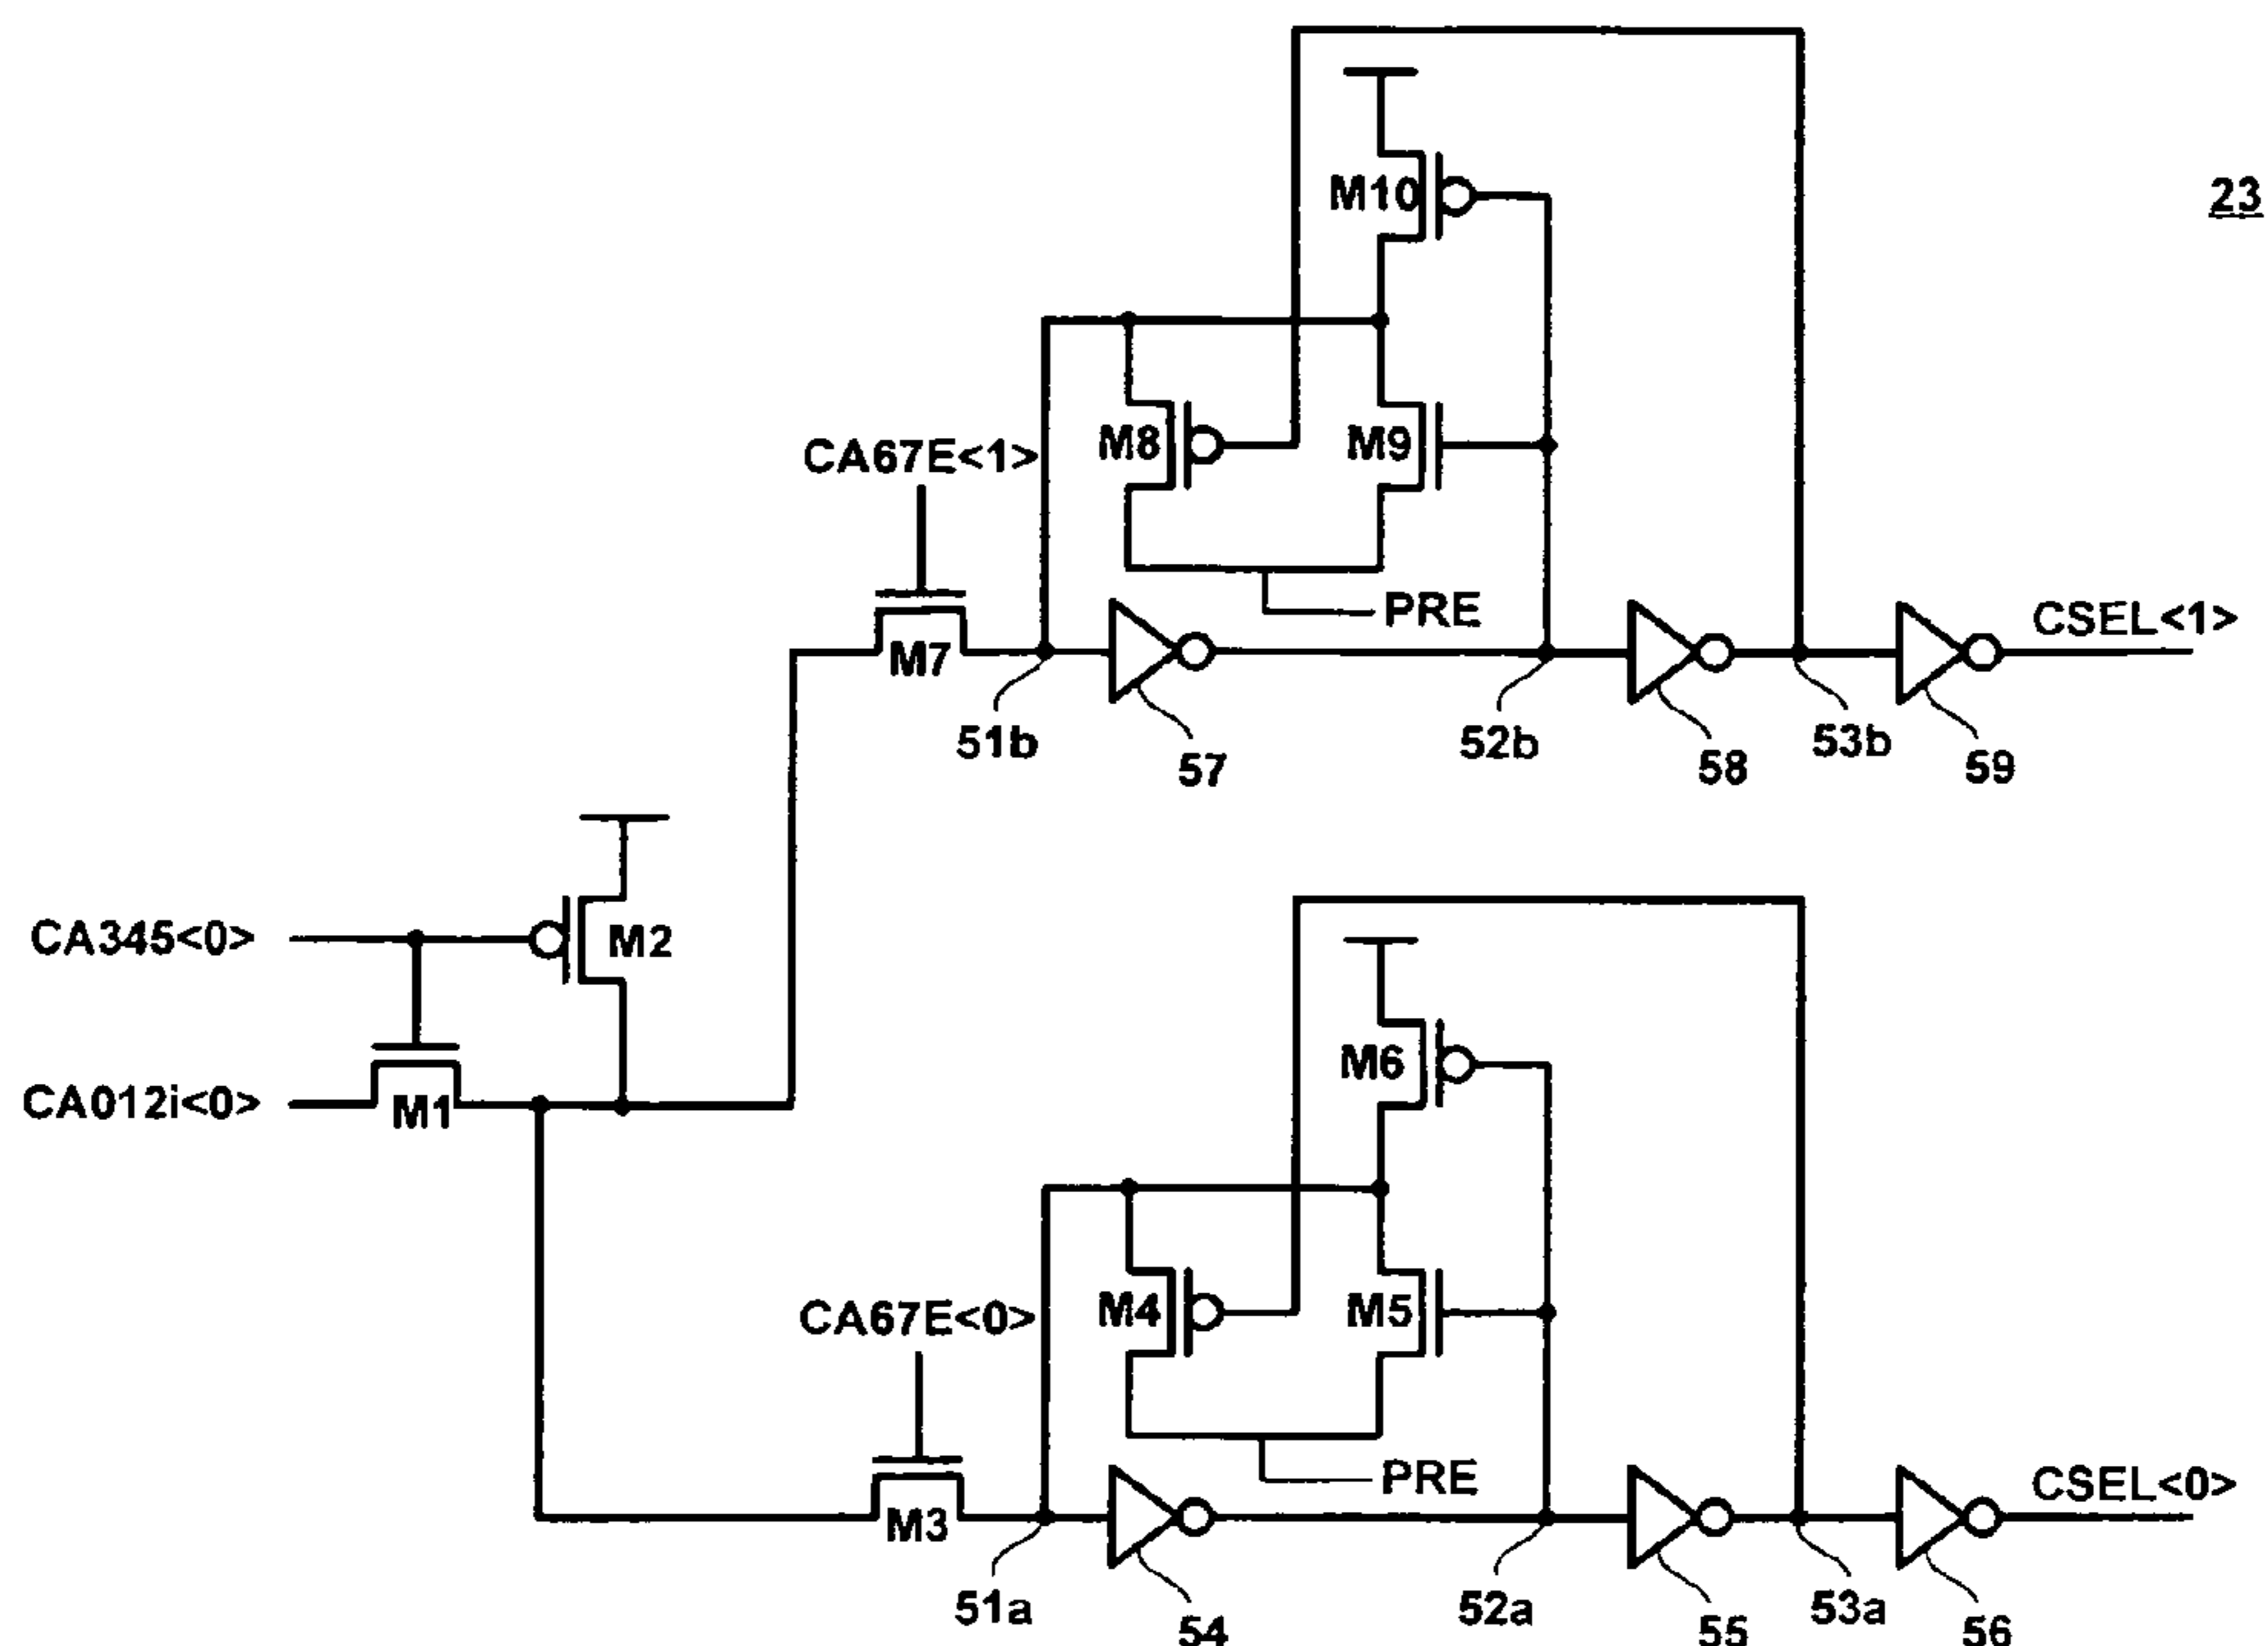 23
M10
M8
M9
CA67E<1>
PRE
CSEL<1>
M7
51b
57
52b
58
53b
59
CA345<0>
M2
CA012i<0>
M1
M6
M4
M5
CA67E<0>
PRE
CSEL<0>
M3
51a
54
52a
55
53a
56